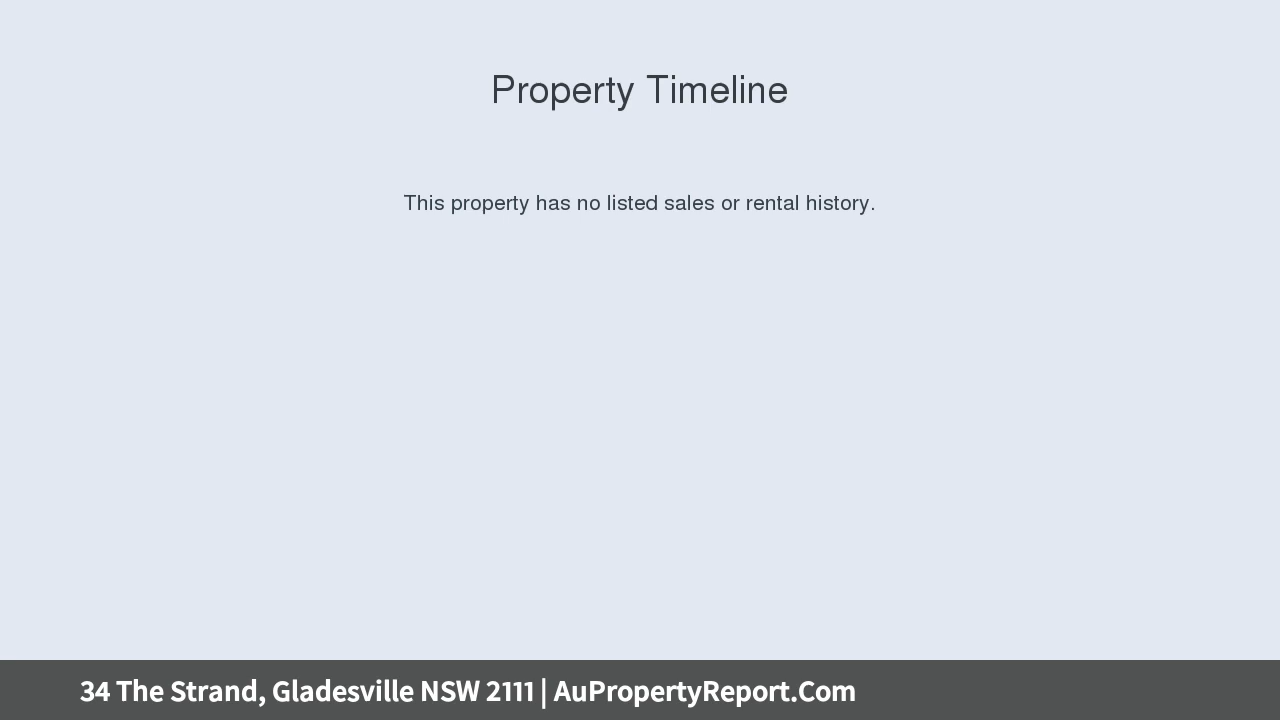 Property Timeline
This property has no listed sales or rental history.
34 The Strand, Gladesville NSW 2111 | AuPropertyReport.Com